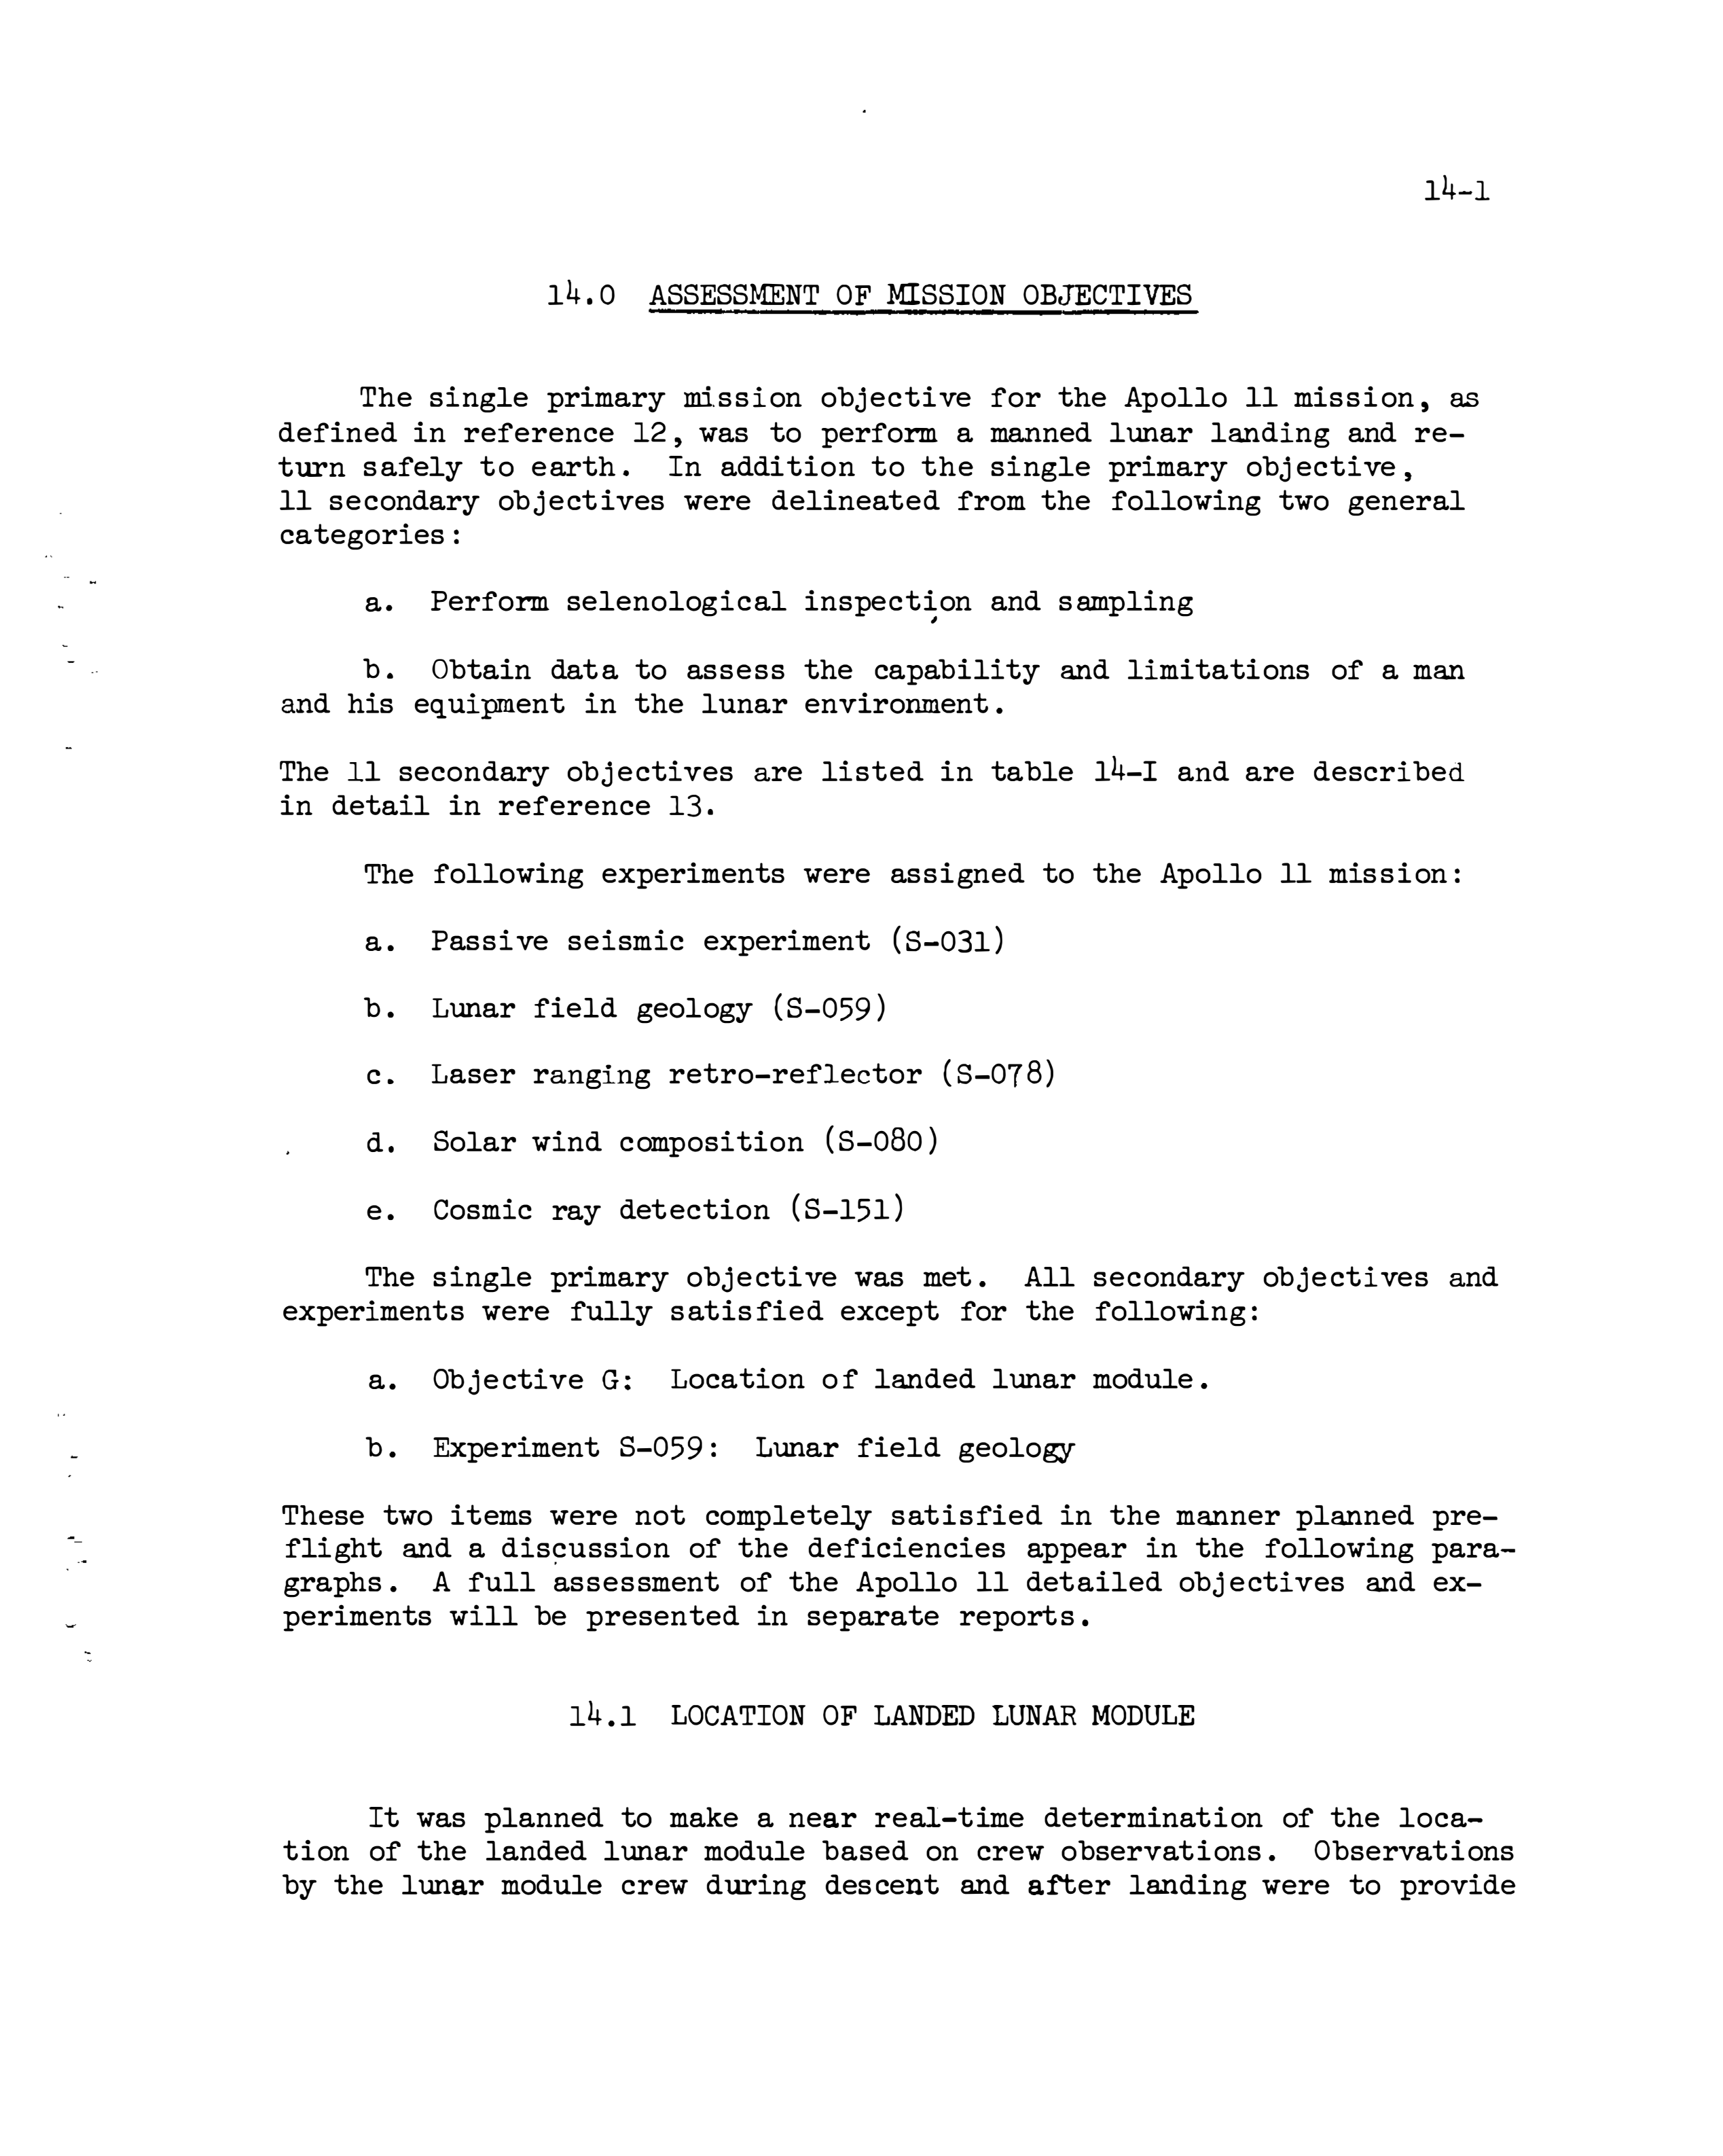 14-1
14.0 ASSESSMENT OF MISSION OBJECTIVES
The single primary mission objective for the Apollo 11 mission, as
defined in reference 12, was to perform a manned lunar landing and re-
turn safely to earth. In addition to the single primary objective,
11 secondary objectives were delineated from the following two general
categories:
a. Perform selenological inspection and sampling
b. Obtain data to assess the capability and limitations of a man
and his equipment in the lunar environment.
The 11 secondary objectives are listed in table 14-I and are described
in detail in reference 13.
The following experiments were assigned to the Apollo 11 mission:
a. Passive seismic experiment (S-031)
b. Lunar field geology (S-059)
c. Laser ranging retro-reflector (S-078)
d. Solar wind composition (S-080)
e. Cosmic ray detection (S-151)
The single primary objective was met. All secondary objectives and
experiments were fully satisfied except for the following:
a. Objective G: Location of landed lunar module.
b. Experiment S-059: Lunar field geology
These two items were not completely satisfied in the manner planned pre-
flight and a discussion of the deficiencies appear in the following para-
graphs. A full assessment of the Apollo 11 detailed objectives and ex-
periments will be presented in separate reports.
14.1 LOCATION OF LANDED LUNAR MODULE
It was planned to make a near real-time determination of the loca-
tion of the landed lunar module based on crew observations. Observations
by the lunar module crew during descent and after landing were to provide